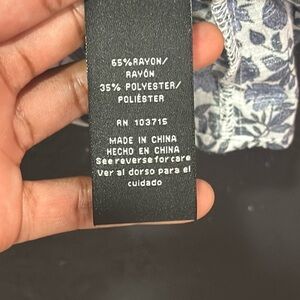 65%RAYON/
RAYÓN
35% POLYESTER/
POLIÉSTER
RN 103715
MADE IN CHINA
HECHO EN CHINA
See reverse for care
Ver al dorso para el
cuidado